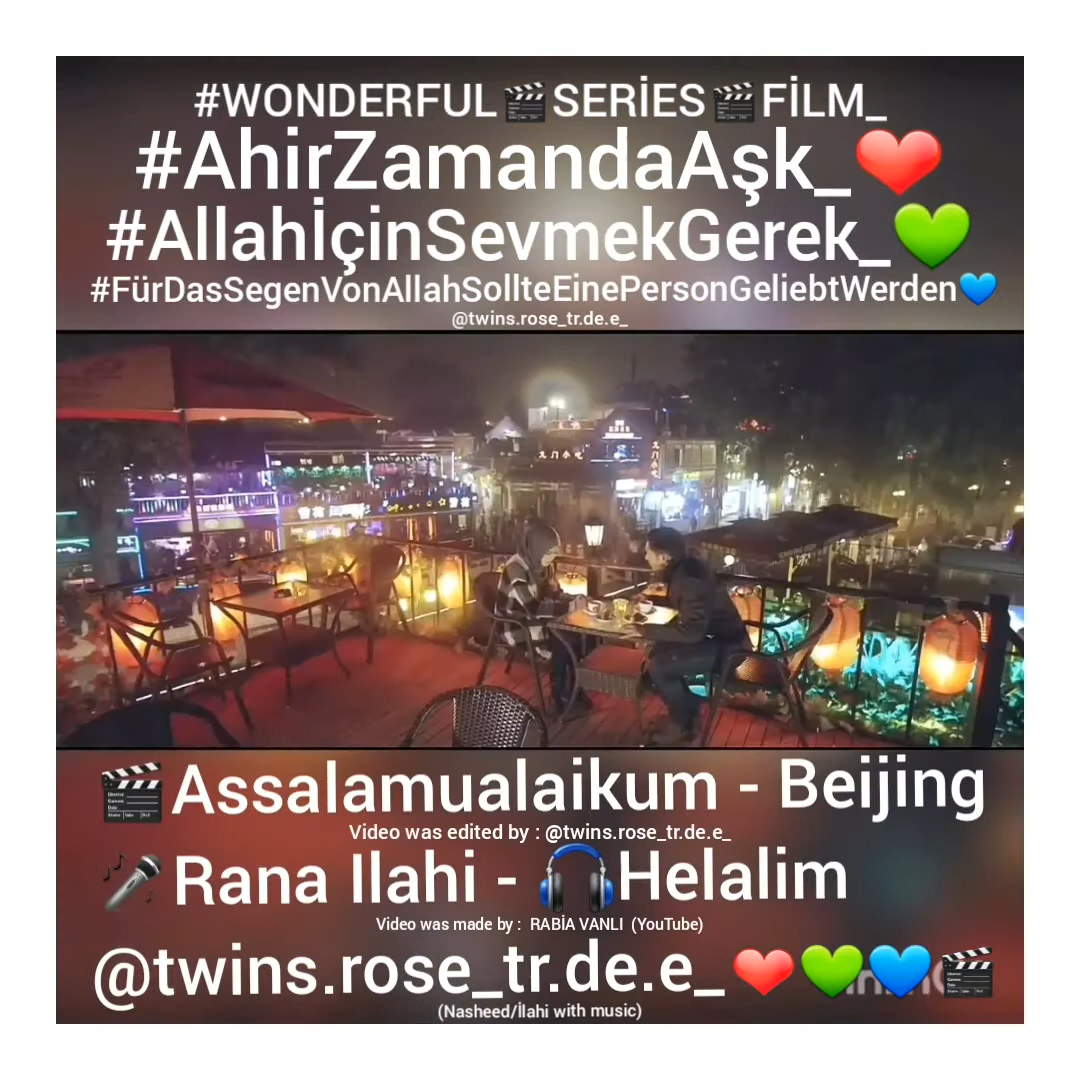 #WONDERFUL🎬SERİES🎬FİLM_
#AhirZamandaAşk_❤️
#AllahİçinSevmekGerek_💚
#FürDasSegenVonAllahSollteEinePersonGeliebtWerden💙
@twins.rose_tr.de.e_
🎬Assalamualaikum - Beijing
Video was edited by : @twins.rose_tr.de.e_
🎤Rana Ilahi - 🎧Helalim
Video was made by : RABİA VANLI (YouTube)
@twins.rose_tr.de.e_❤️💚💙🎬
(Nasheed/İlahi with music)